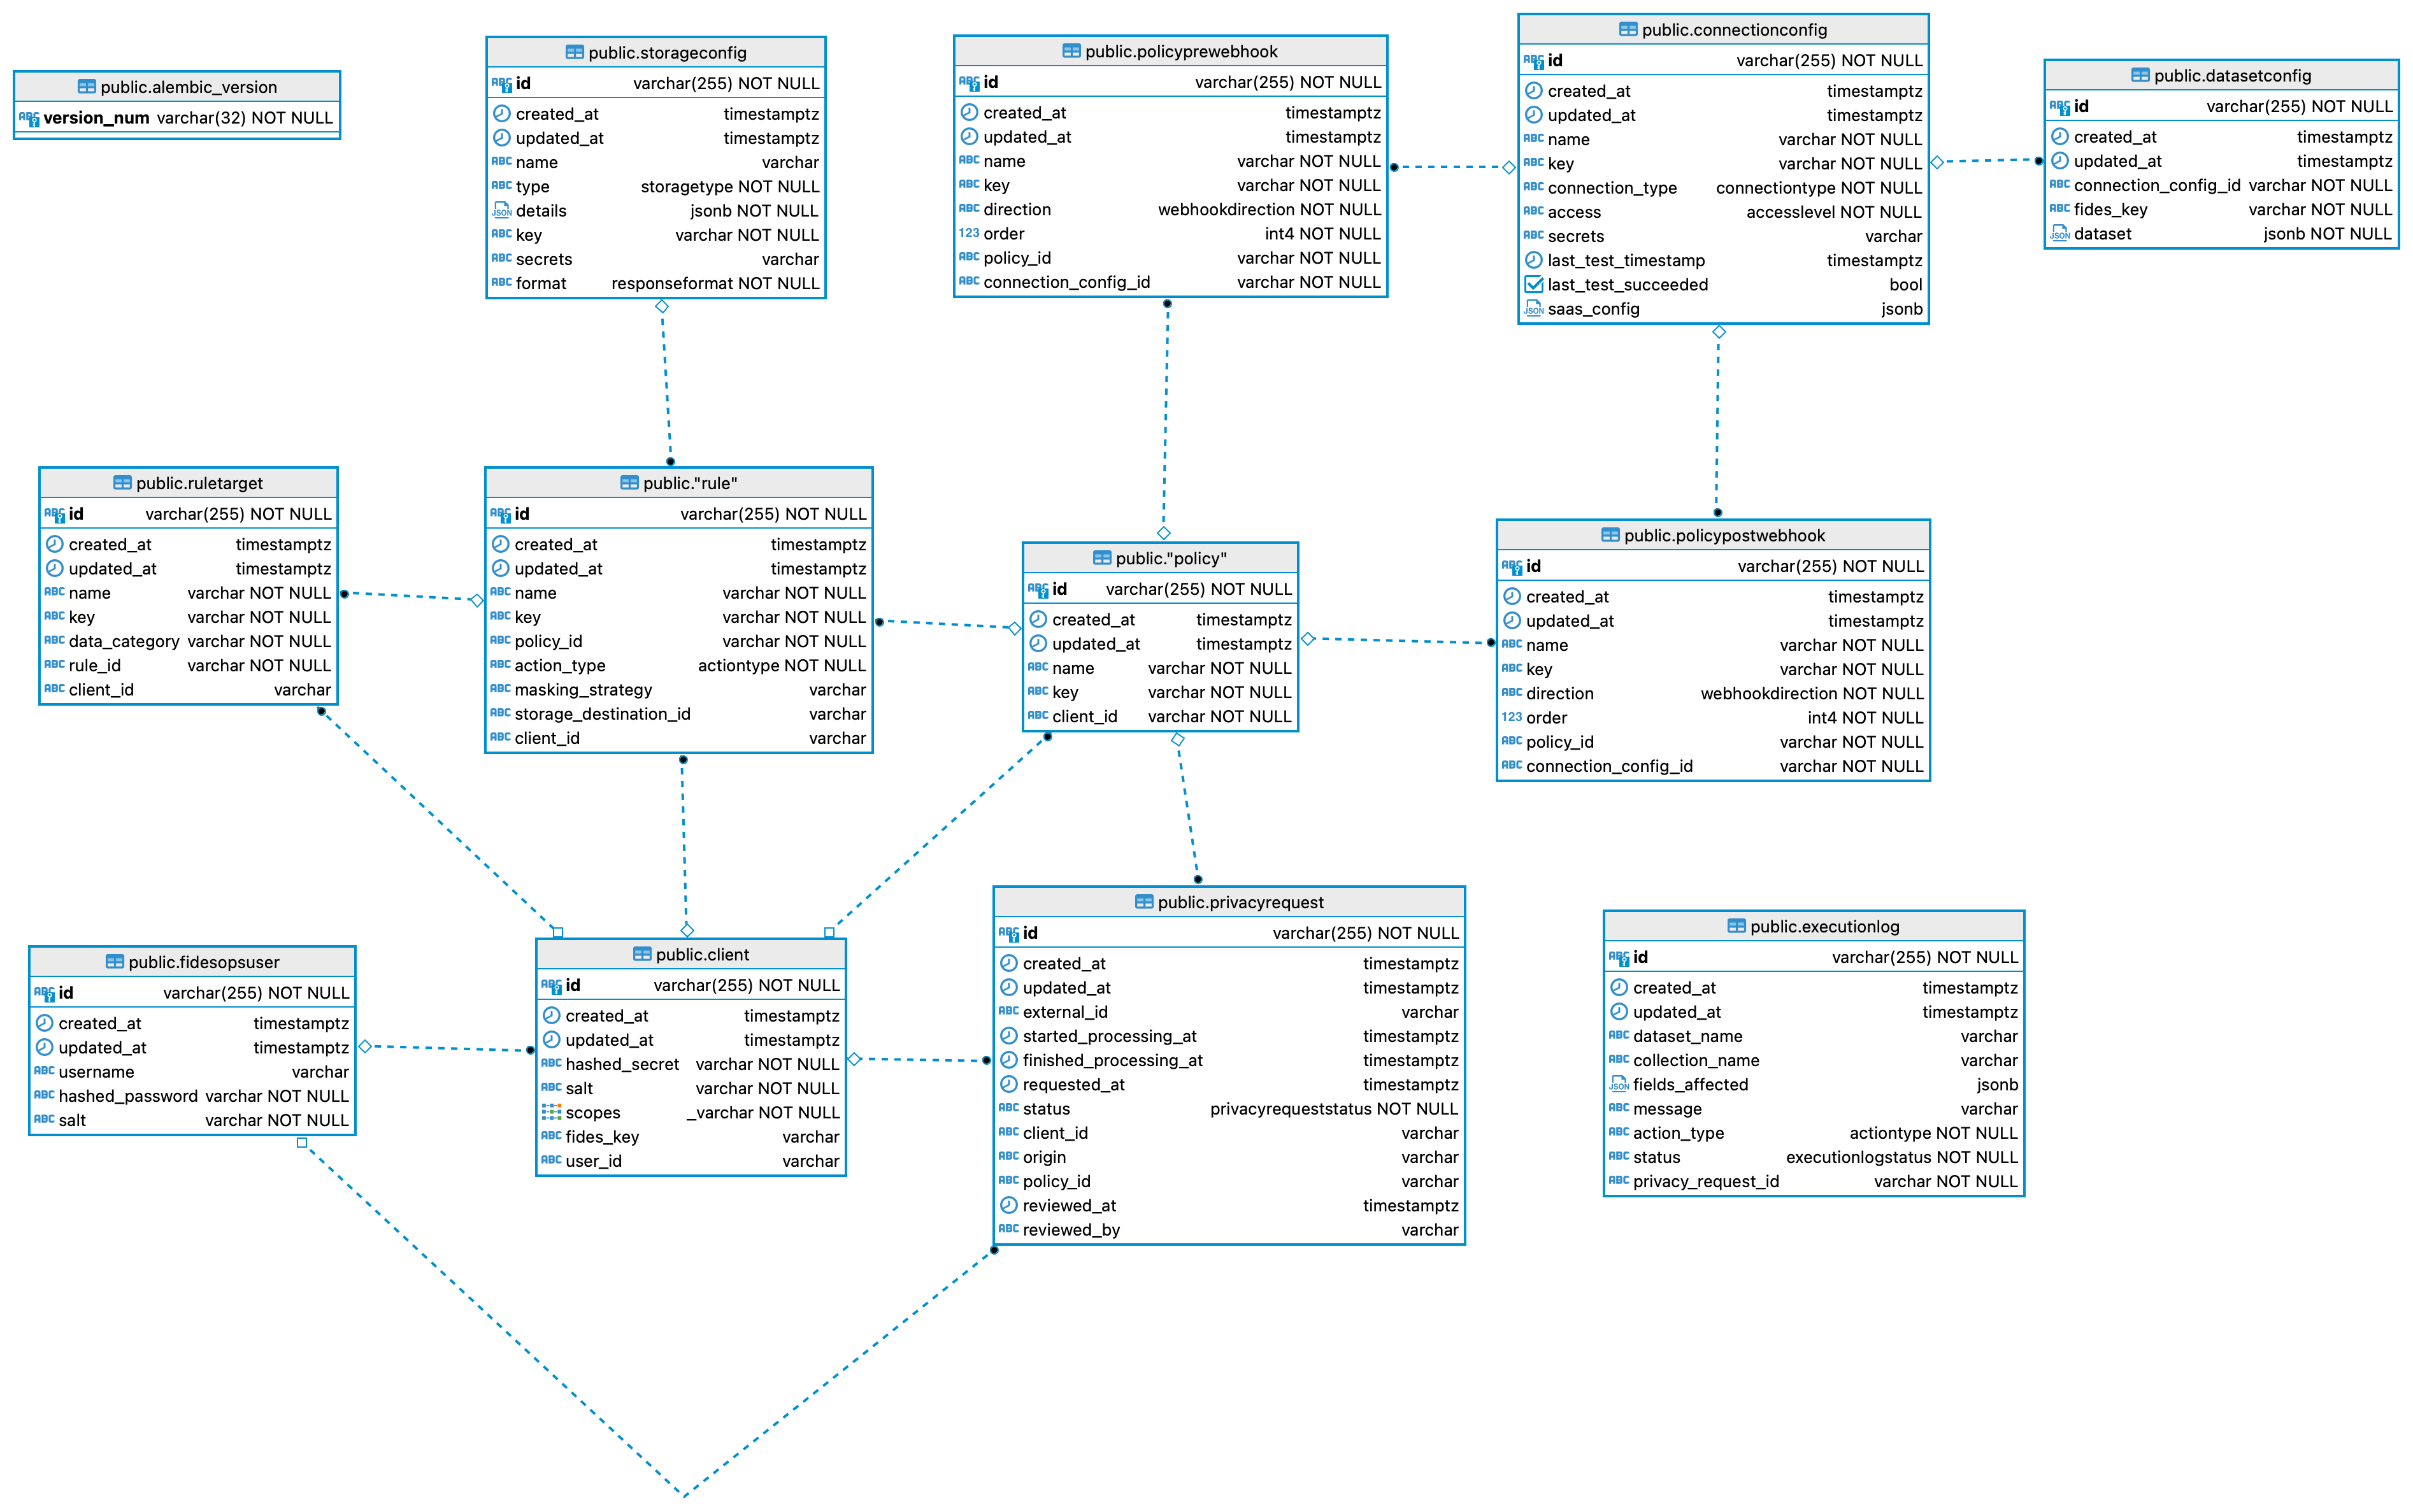 public.alembic_version
version_num varchar(32) NOT NULL
public.storageconfig
id varchar(255) NOT NULL
created_at timestamptz
updated_at timestamptz
name varchar
type storagetype NOT NULL
details jsonb NOT NULL
key varchar NOT NULL
secrets varchar
format responseformat NOT NULL
public.policyprewebhook
id varchar(255) NOT NULL
created_at timestamptz
updated_at timestamptz
name varchar NOT NULL
key varchar NOT NULL
direction webhookdirection NOT NULL
order int4 NOT NULL
policy_id varchar NOT NULL
connection_config_id varchar NOT NULL
public.connectionconfig
id varchar(255) NOT NULL
created_at timestamptz
updated_at timestamptz
name varchar NOT NULL
key varchar NOT NULL
connection_type connectiontype NOT NULL
access accesslevel NOT NULL
secrets varchar
last_test_timestamp timestamptz
last_test_succeeded bool
saas_config jsonb
public.datasetconfig
id varchar(255) NOT NULL
created_at timestamptz
updated_at timestamptz
connection_config_id varchar NOT NULL
fides_key varchar NOT NULL
dataset jsonb NOT NULL
public.ruletarget
id varchar(255) NOT NULL
created_at timestamptz
updated_at timestamptz
name varchar NOT NULL
key varchar NOT NULL
data_category varchar NOT NULL
rule_id varchar NOT NULL
client_id varchar
public."rule"
id varchar(255) NOT NULL
created_at timestamptz
updated_at timestamptz
name varchar NOT NULL
key varchar NOT NULL
policy_id varchar NOT NULL
action_type actiontype NOT NULL
masking_strategy varchar
storage_destination_id varchar
client_id varchar
public."policy"
id varchar(255) NOT NULL
created_at timestamptz
updated_at timestamptz
name varchar NOT NULL
key varchar NOT NULL
client_id varchar NOT NULL
public.policypostwebhook
id varchar(255) NOT NULL
created_at timestamptz
updated_at timestamptz
name varchar NOT NULL
key varchar NOT NULL
direction webhookdirection NOT NULL
order int4 NOT NULL
policy_id varchar NOT NULL
connection_config_id varchar NOT NULL
public.fidesopsuser
id varchar(255) NOT NULL
created_at timestamptz
updated_at timestamptz
username varchar
hashed_password varchar NOT NULL
salt varchar NOT NULL
public.client
id varchar(255) NOT NULL
created_at timestamptz
updated_at timestamptz
hashed_secret varchar NOT NULL
salt varchar NOT NULL
scopes _varchar NOT NULL
fides_key varchar
user_id varchar
public.privacyrequest
id varchar(255) NOT NULL
created_at timestamptz
updated_at timestamptz
external_id varchar
started_processing_at timestamptz
finished_processing_at timestamptz
requested_at timestamptz
status privacyrequeststatus NOT NULL
client_id varchar
origin varchar
policy_id varchar
reviewed_at timestamptz
reviewed_by varchar
public.executionlog
id varchar(255) NOT NULL
created_at timestamptz
updated_at timestamptz
dataset_name varchar
collection_name varchar
fields_affected jsonb
message varchar
action_type actiontype NOT NULL
status executionlogstatus NOT NULL
privacy_request_id varchar NOT NULL